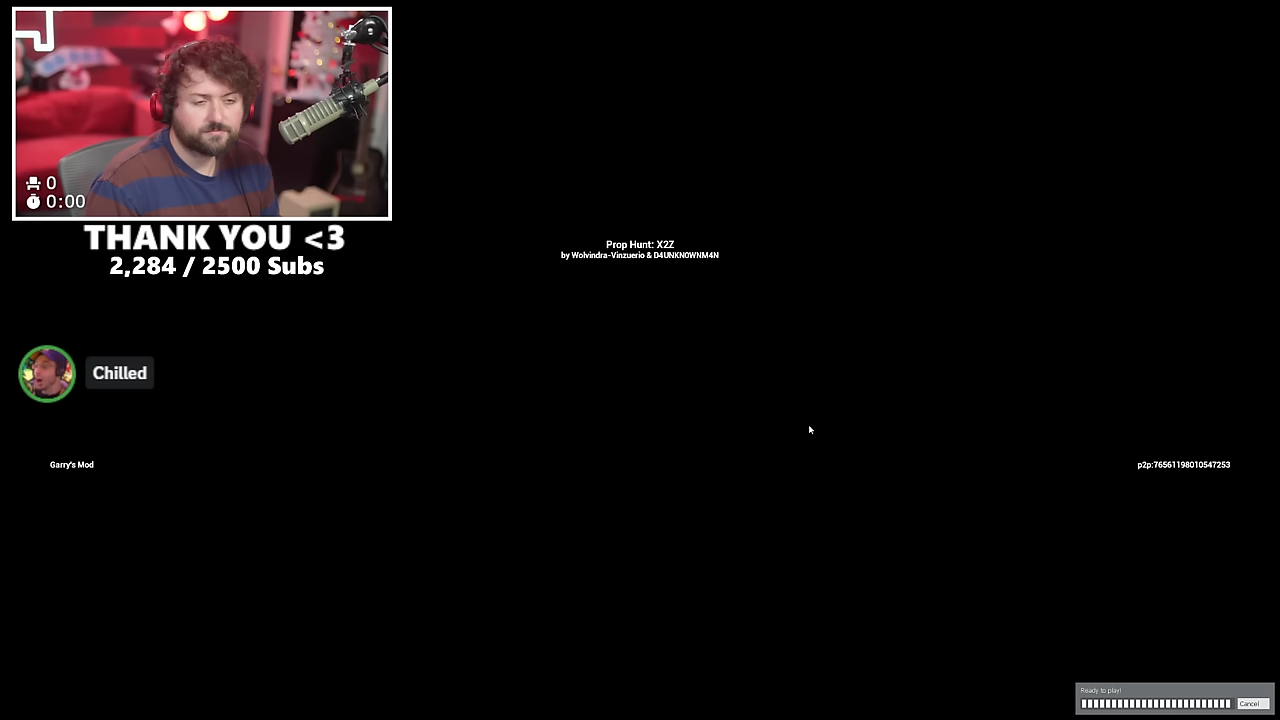 0
0:00
THANK YOU <3
2,284 / 2500 Subs
Prop Hunt: X2Z
by Wolvindra-Vinzuerio & D4UNKN0WNM4N
Chilled
Garry's Mod
p2p:76561198010547253
Ready to play!
Cancel